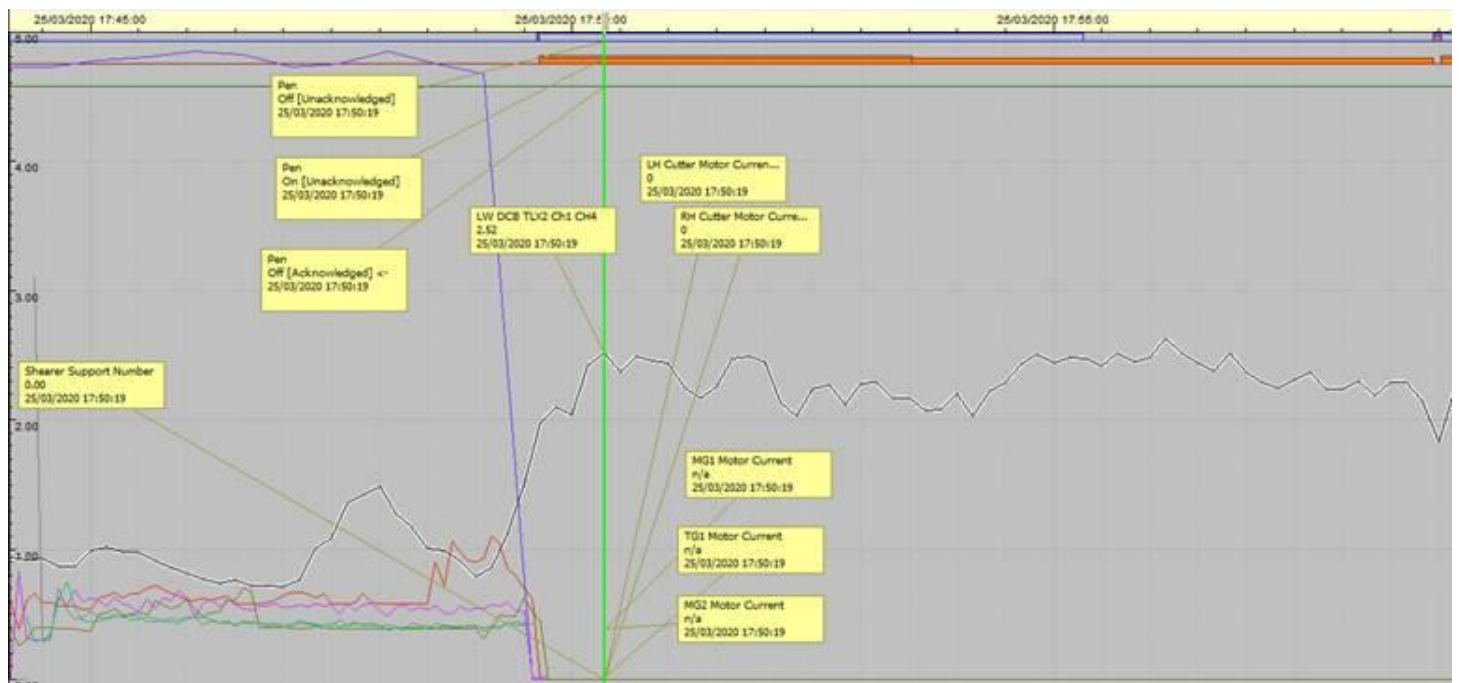 25/03/2020 17:45:00
25/03/2020 17:5 :00
25/03/2020 17:55:00
5.00
Pen
Off [Unacknowledged]
25/03/2020 17:50:19
4.00
Pen
On [Unacknowledged]
25/03/2020 17:50:19
LH Cutter Motor Curren...
0
25/03/2020 17:50:19
LW DCB TLX2 Ch1 CH4
2.52
25/03/2020 17:50:19
RH Cutter Motor Curre...
0
25/03/2020 17:50:19
Pen
Off [Acknowledged] <-
25/03/2020 17:50:19
3.00
Shearer Support Number
0.00
25/03/2020 17:50:19
2.00
MG1 Motor Current
n/a
25/03/2020 17:50:19
1.00
TG1 Motor Current
n/a
25/03/2020 17:50:19
MG2 Motor Current
n/a
25/03/2020 17:50:19